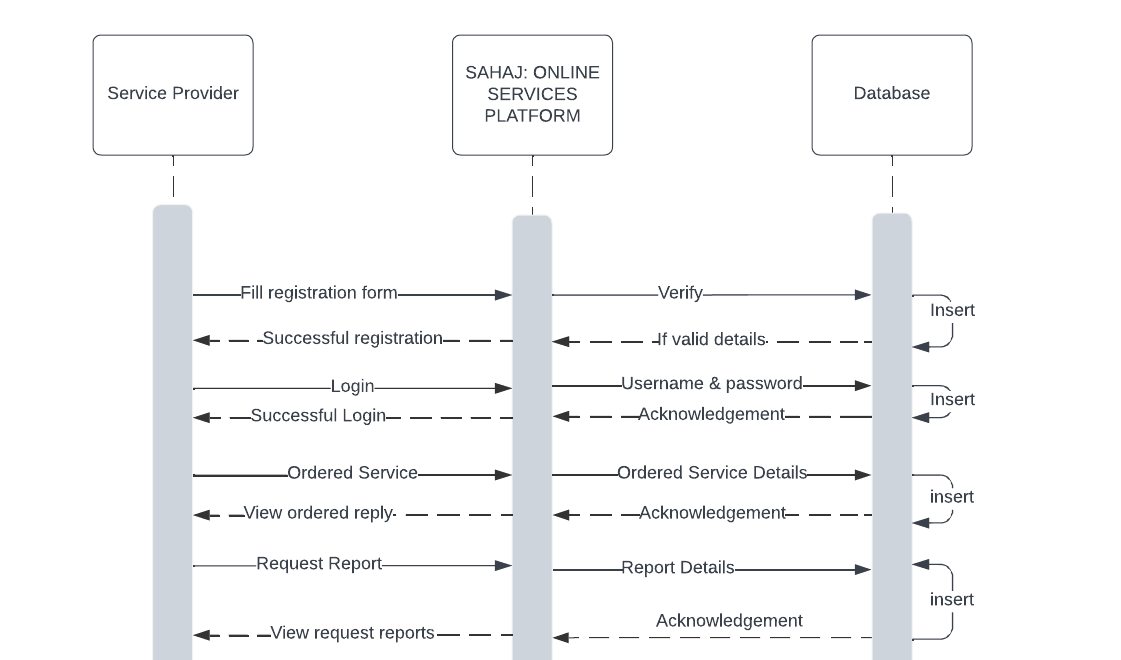 Service Provider
SAHAJ: ONLINE
SERVICES
PLATFORM
Database
Fill registration form
Verify
Insert
Successful registration
If valid details
Login
Username & password
Insert
Successful Login
Acknowledgement
Ordered Service
Ordered Service Details
insert
View ordered reply
Acknowledgement
Request Report
Report Details
insert
View request reports
Acknowledgement